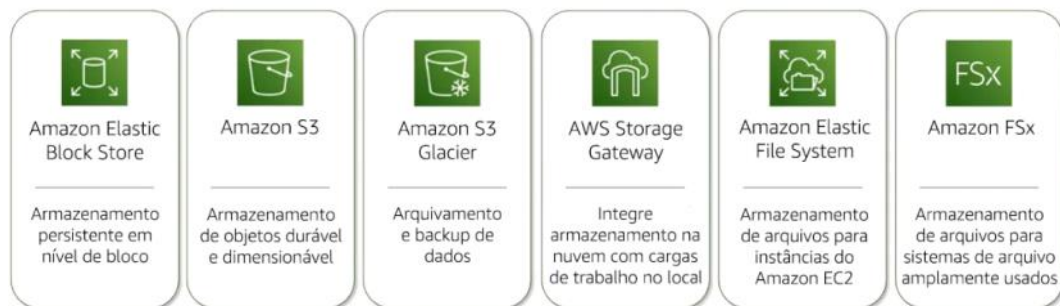 Amazon Elastic
Block Store
Armazenamento
persistente em
nível de bloco
Amazon S3
Armazenamento
de objetos durável
e dimensionável
Amazon S3
Glacier
Arquivamento
e backup de
dados
AWS Storage
Gateway
Integre
armazenamento na
nuvem com cargas
de trabalho no local
Amazon Elastic
File System
Armazenamento
de arquivos para
instâncias do
Amazon EC2
FSx
Amazon FSx
Armazenamento
de arquivos para
sistemas de arquivo
amplamente usados